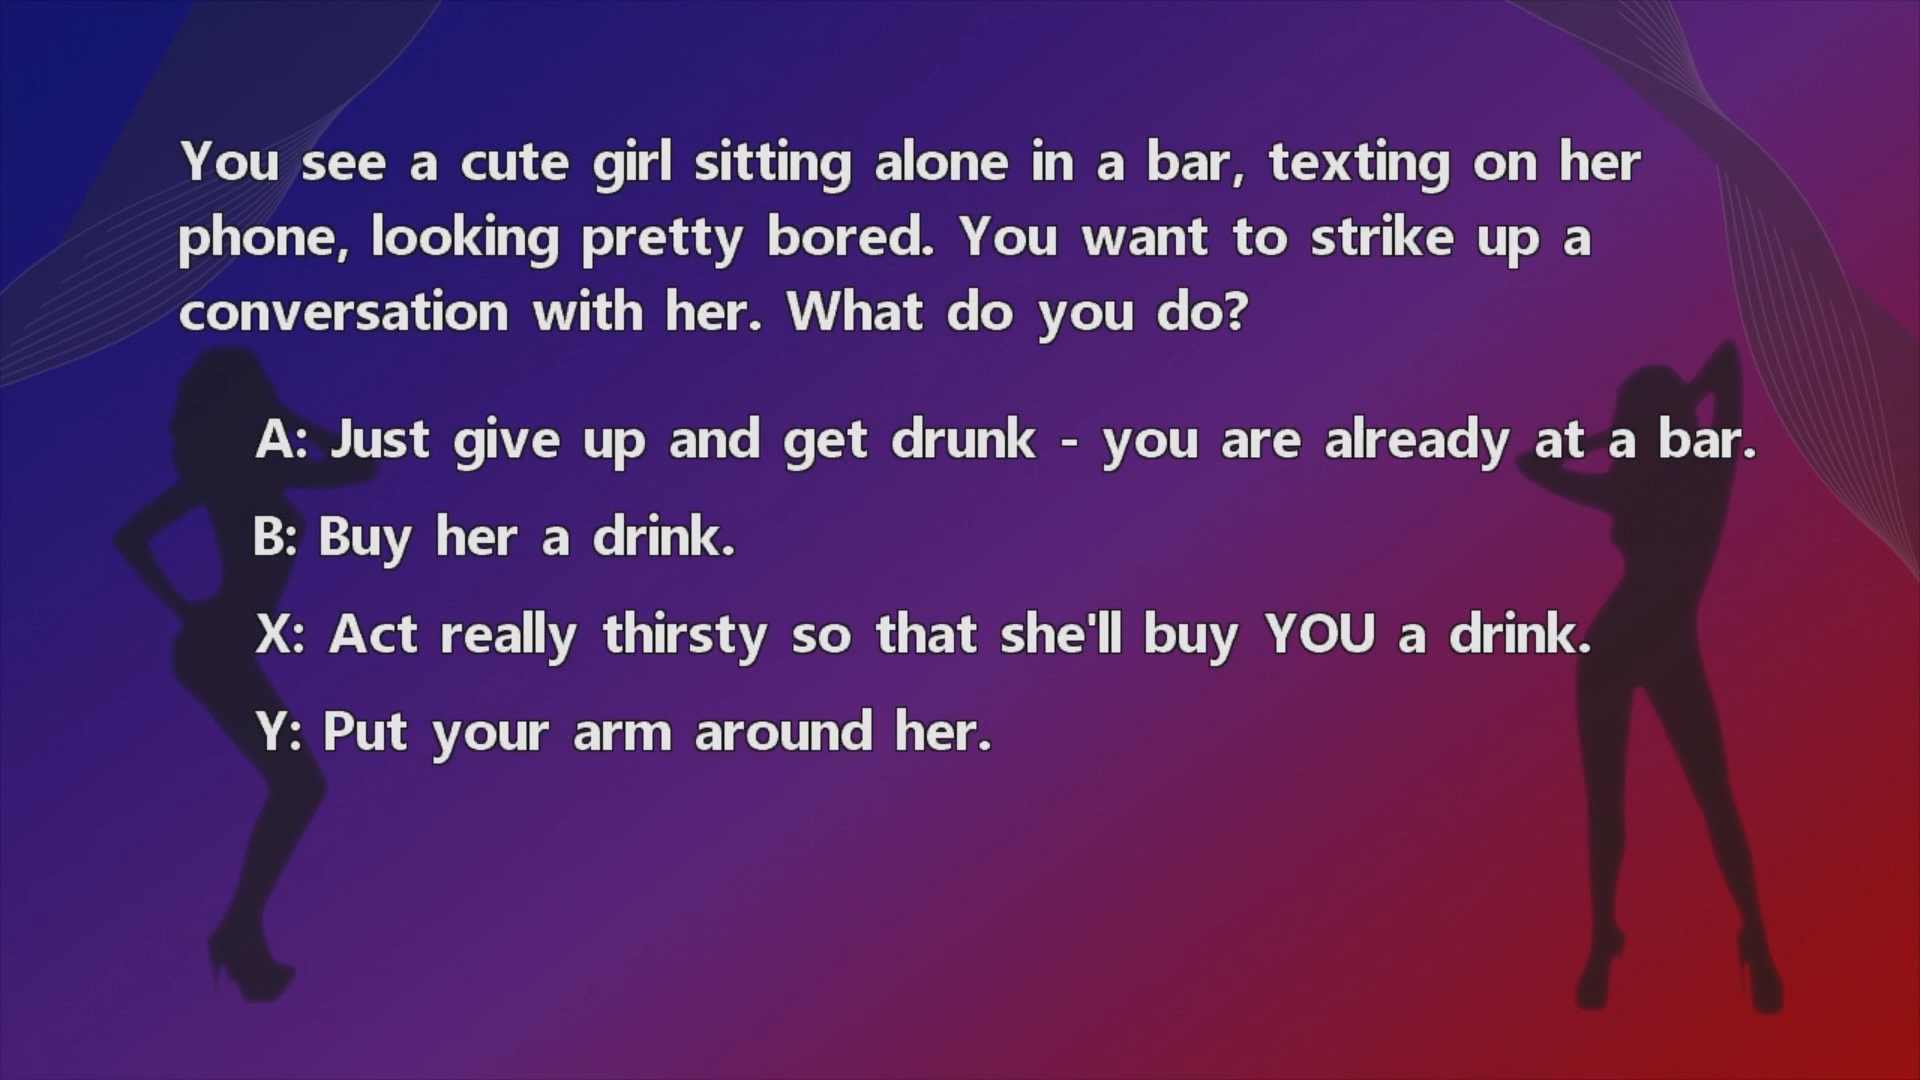 You see a cute girl sitting alone in a bar, texting on her
phone, looking pretty bored. You want to strike up a
conversation with her. What do you do?
A: Just give up and get drunk - you are already at a bar.
B: Buy her a drink.
X: Act really thirsty so that she'll buy YOU a drink.
Y: Put your arm around her.